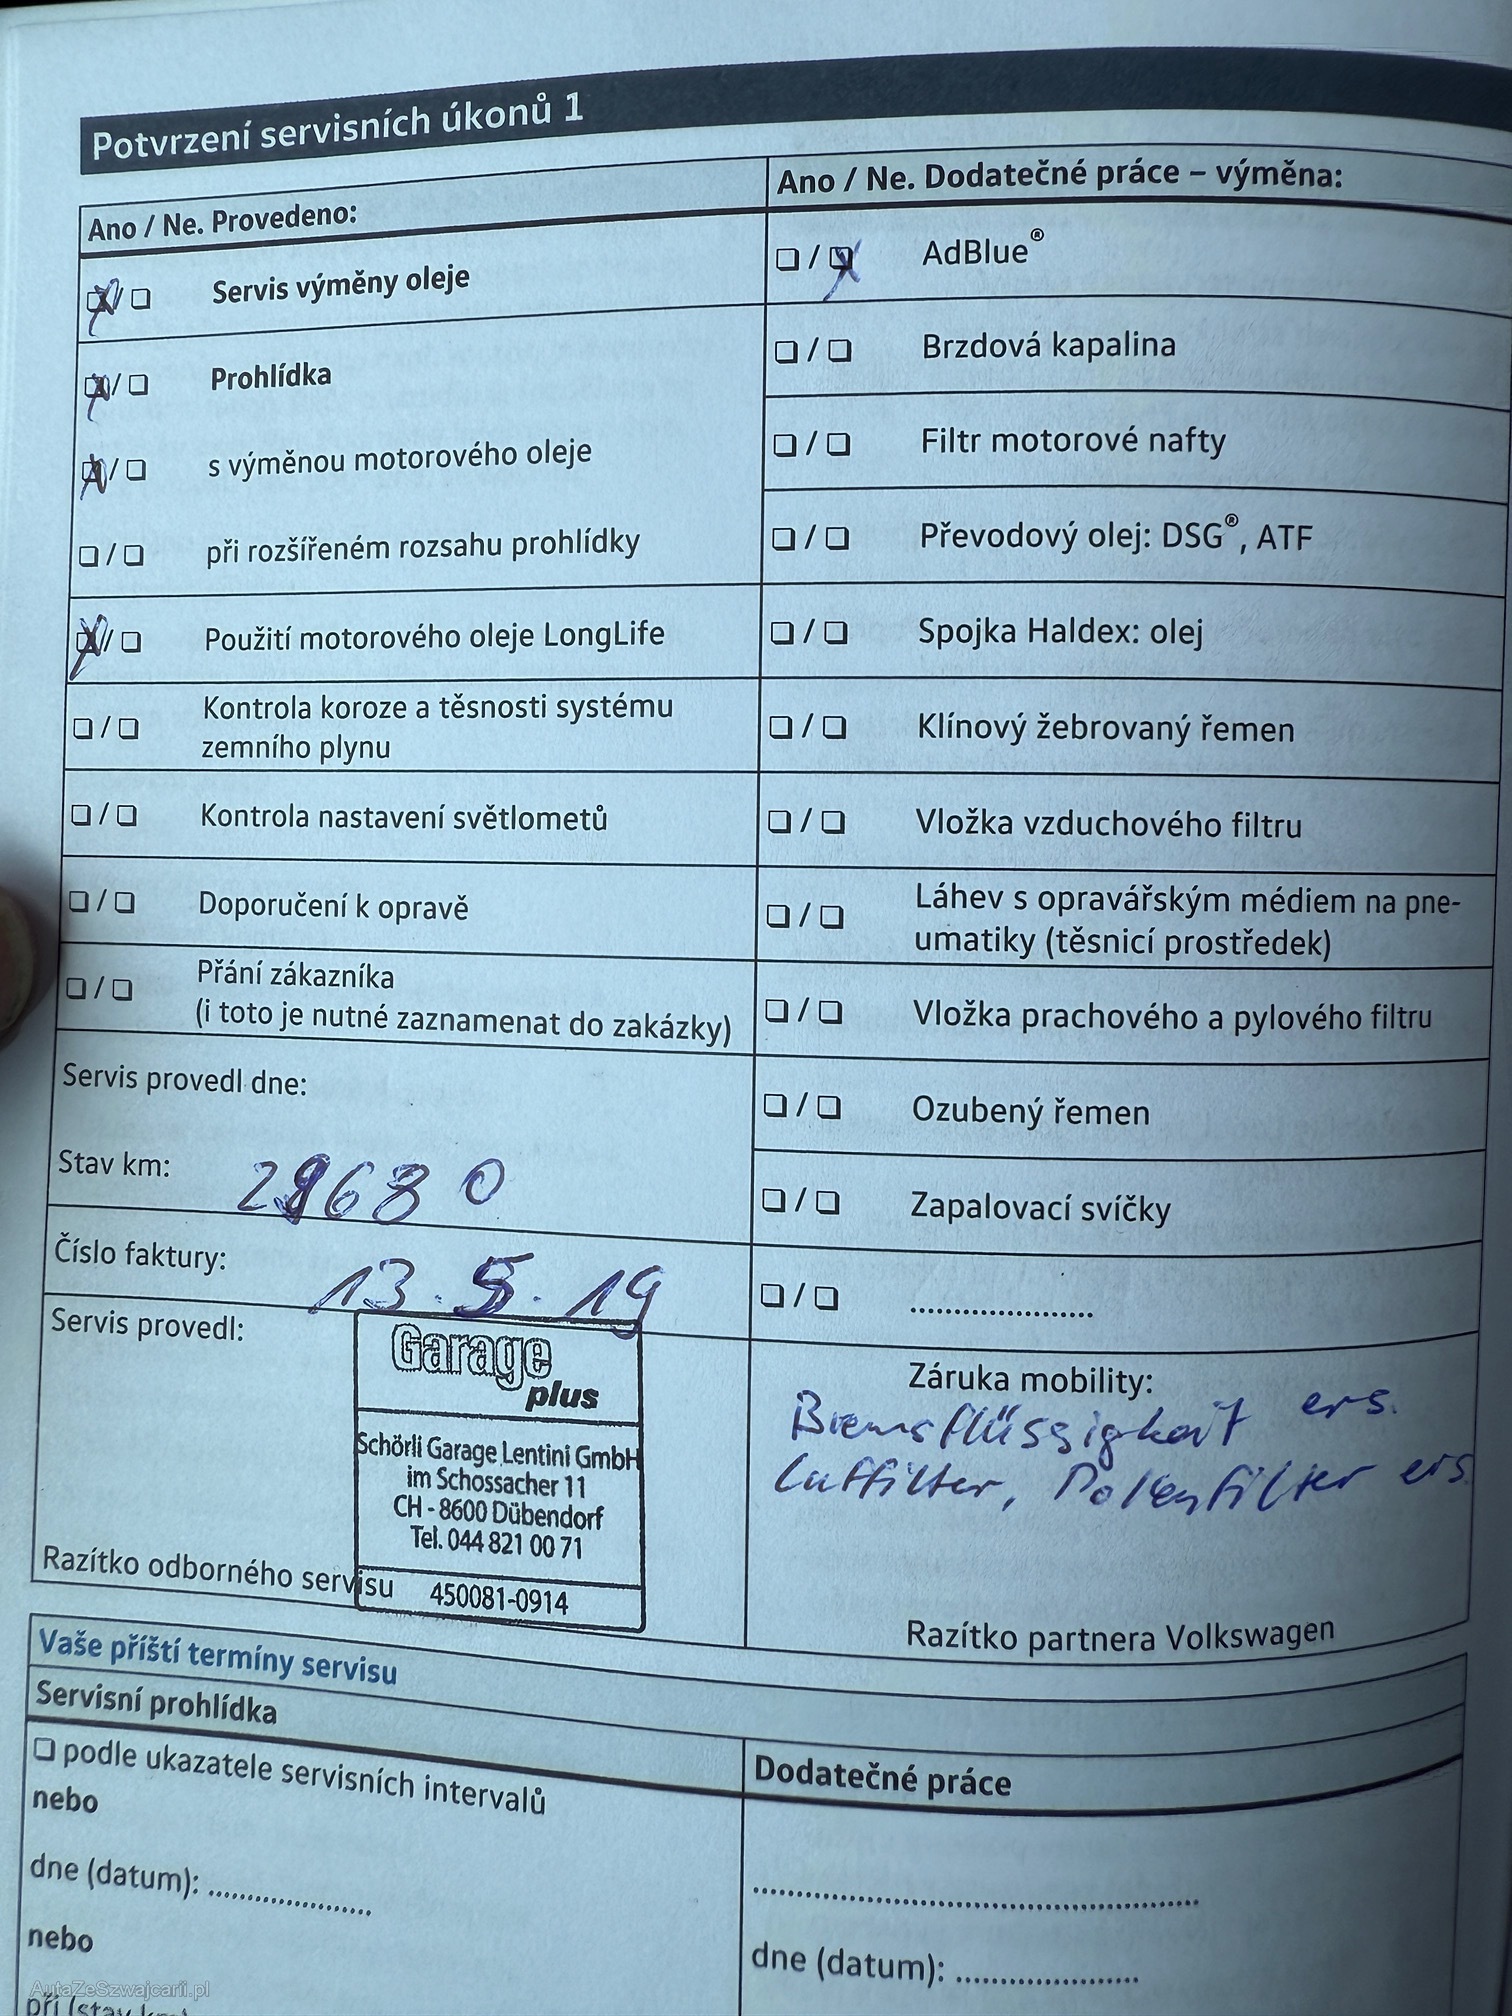 Potvrzení servisních úkonů 1
Ano / Ne. Provedeno:
Servis výměny oleje
Prohlídka
s výměnou motorového oleje
při rozšířeném rozsahu prohlídky
Použití motorového oleje LongLife
Kontrola koroze a těsnosti systému
zemního plynu
Kontrola nastavení světlometů
Doporučení k opravě
Přání zákazníka
(i toto je nutné zaznamenat do zakázky)
Servis provedl dne:
Stav km:
Číslo faktury: 13.5.19
Servis provedl:
Garage
plus
Schörli Garage Lentini GmbH
im Schossacher 11
CH - 8600 Dübendorf
Tel. 044 821 00 71
450081-0914
Razítko odborného servisu
Ano / Ne. Dodatečné práce – výměna:
AdBlue®
Brzdová kapalina
Filtr motorové nafty
Převodový olej: DSG®, ATF
Spojka Haldex: olej
Klínový žebrovaný řemen
Vložka vzduchového filtru
Láhev s opravářským médiem na pne-
umatiky (těsnicí prostředek)
Vložka prachového a pylového filtru
Ozubený řemen
Zapalovací svíčky
....................
Záruka mobility:
Bremsflüssigkeit ers.
Luffilter, Pollenfilter ers.
Razítko partnera Volkswagen
Vaše příští termíny servisu
Servisní prohlídka
podle ukazatele servisních intervalů
nebo
dne (datum): ..................
nebo
při (stav km)
Dodatečné práce
..................................................
dne (datum): ....................
AutaZeSzwajcarii.pl